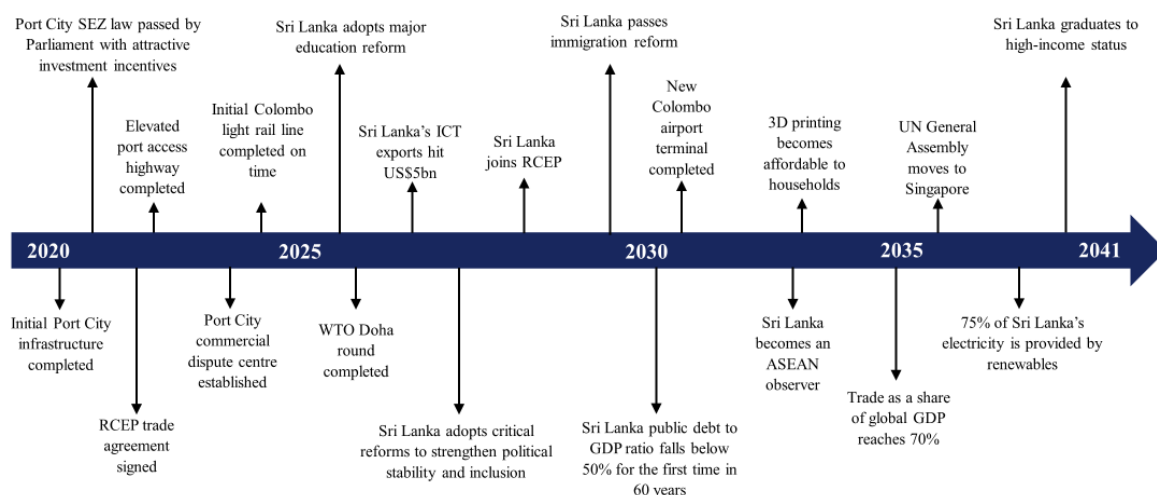 Port City SEZ law passed by
Parliament with attractive
investment incentives
Sri Lanka adopts major
education reform
Sri Lanka passes
immigration reform
Sri Lanka graduates to
high-income status
Elevated
port access
highway
completed
Initial Colombo
light rail line
completed on
time
Sri Lanka's ICT
exports hit
US$5bn
Sri Lanka
joins RCEP
New
Colombo
airport
terminal
completed
3D printing
becomes
affordable to
households
UN General
Assembly
moves to
Singapore
2020
2025
2030
2035
2041
Initial Port City
infrastructure
completed
RCEP trade
agreement
signed
Port City
commercial
dispute centre
established
WTO Doha
round
completed
Sri Lanka adopts critical
reforms to strengthen political
stability and inclusion
Sri Lanka public debt to
GDP ratio falls below
50% for the first time in
60 years
Sri Lanka
becomes an
ASEAN
observer
Trade as a share
of global GDP
reaches 70%
75% of Sri Lanka's
electricity is provided by
renewables